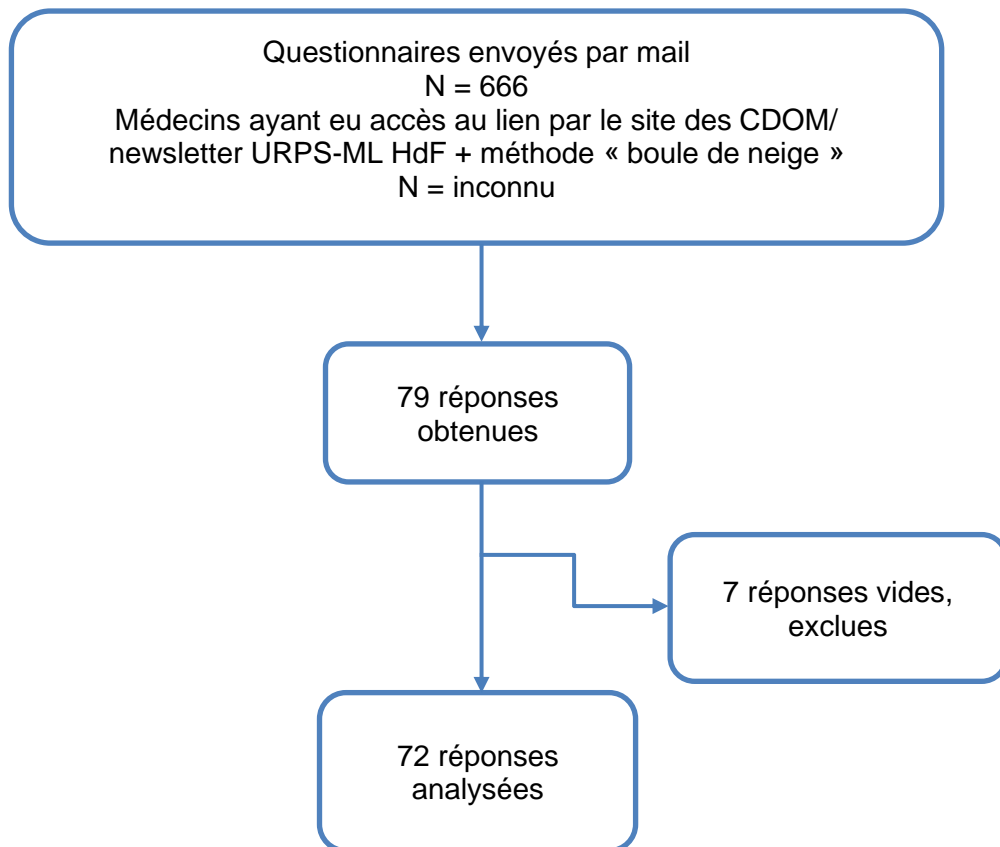 Questionnaires envoyés par mail
N = 666
Médecins ayant eu accès au lien par le site des CDOM/
newsletter URPS-ML HdF + méthode « boule de neige »
N = inconnu
79 réponses
obtenues
7 réponses vides,
exclues
72 réponses
analysées